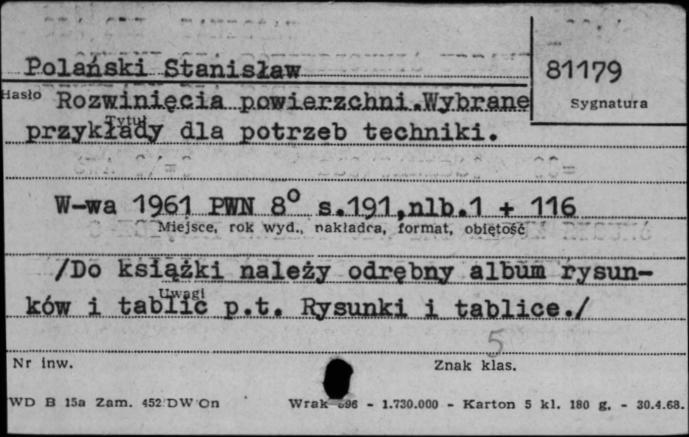 Polański Stanisław
81179
Hasło
Sygnatura
Rozwinięcia powierzchni.Wybrane
Tytuł
przykłady dla potrzeb techniki.
W-wa 1961 PWN 8° s.191,nlb.1 + 116
Miejsce, rok wyd., nakładca, format, objętość
/Do książki należy odrębny album rysun-
Uwagi
ków i tablic p.t. Rysunki i tablice./
5
Nr inw.
Znak klas.
WD B 15a Zam. 452 DW On
Wrak - 1.730.000 - Karton 5 kl. 180 g. - 30.4.68.